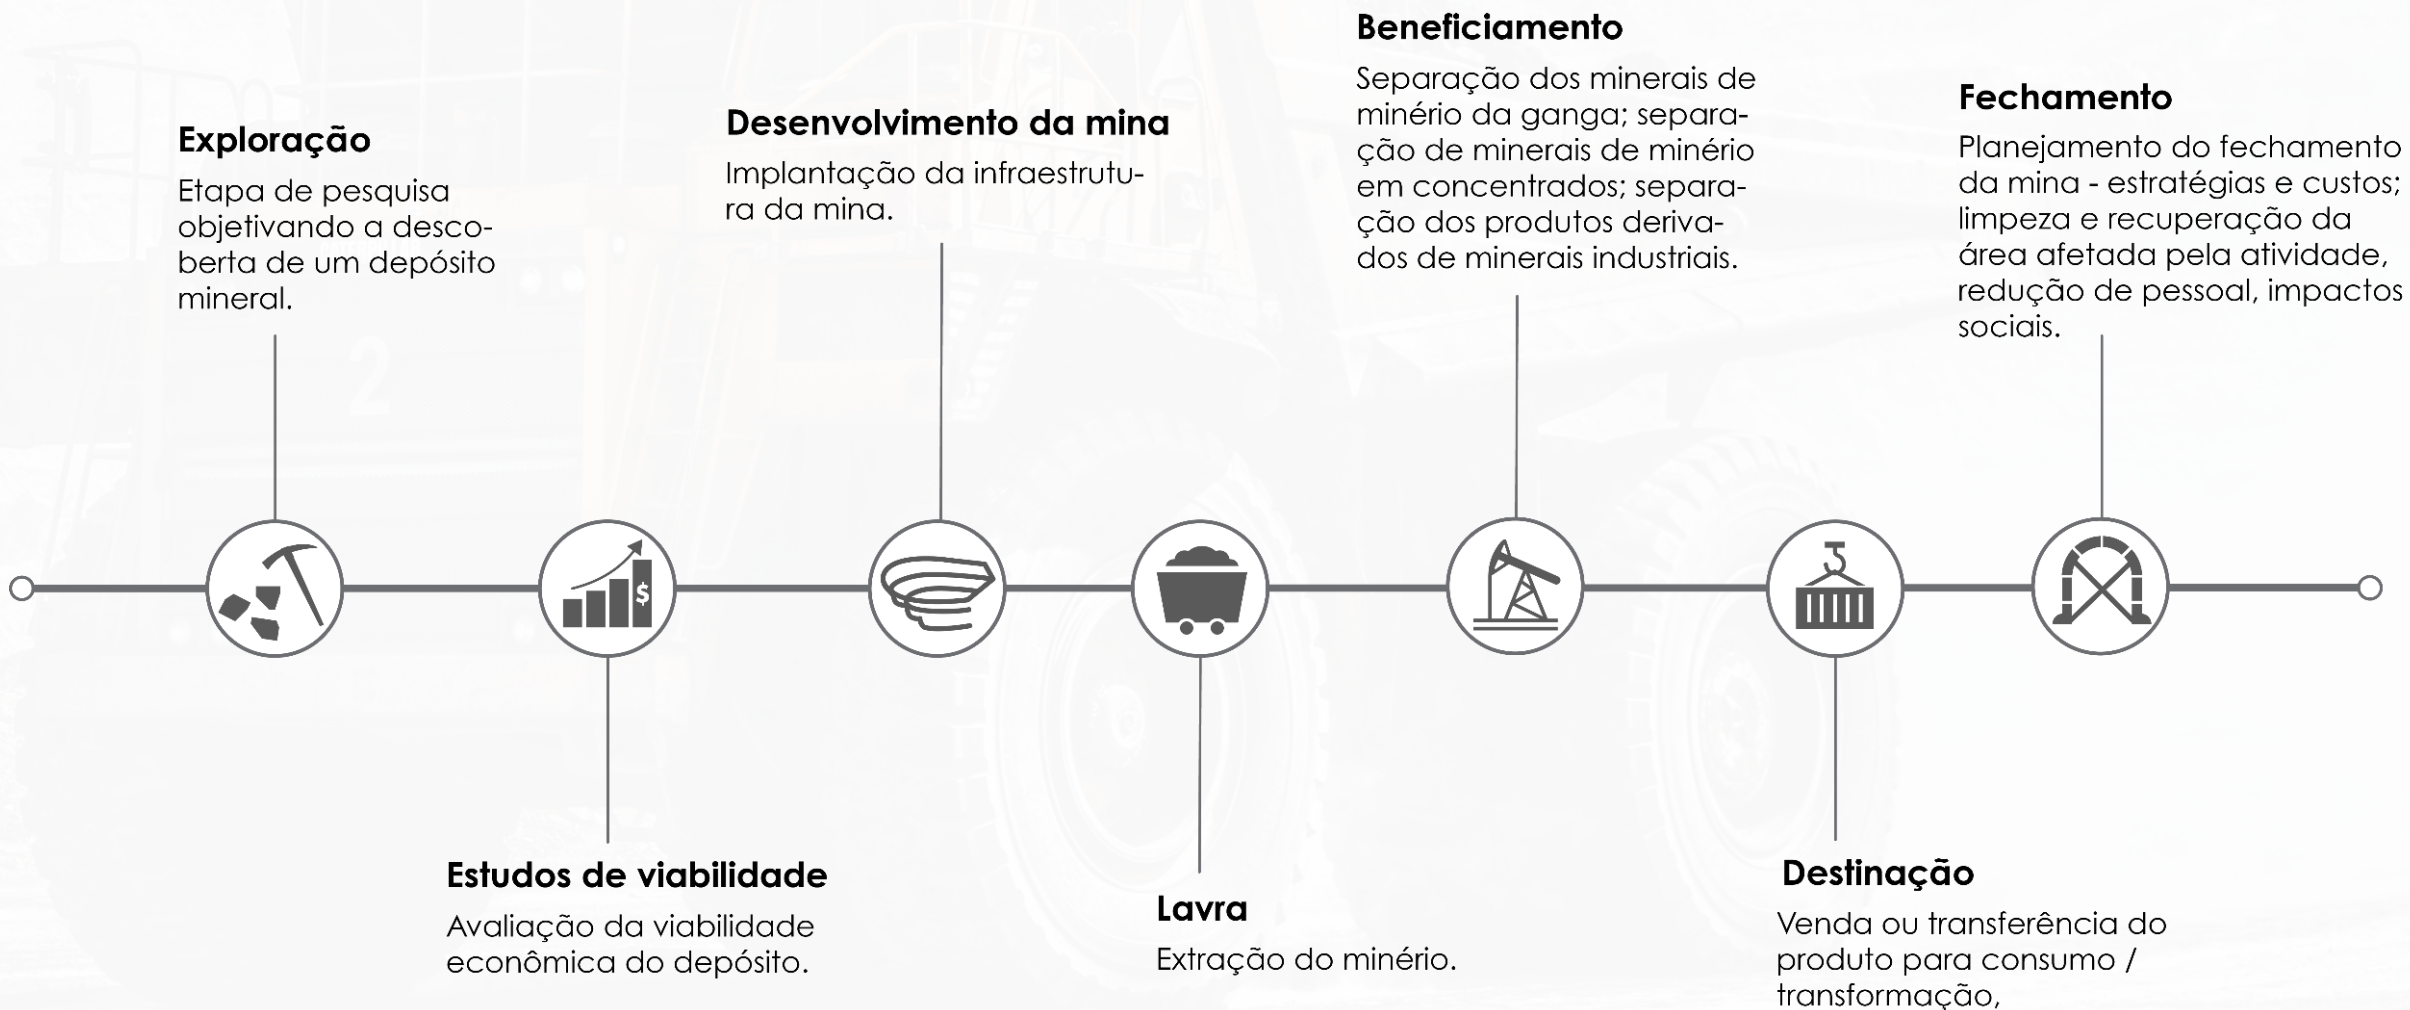 Exploração
Etapa de pesquisa
objetivando a desco-
berta de um depósito
mineral.
Estudos de viabilidade
Avaliação da viabilidade
econômica do depósito.
Desenvolvimento da mina
Implantação da infraestrutu-
ra da mina.
Lavra
Extração do minério.
Beneficiamento
Separação dos minerais de
minério da ganga; separa-
ção de minerais de minério
em concentrados; separa-
ção dos produtos deriva-
dos de minerais industriais.
Destinação
Venda ou transferência do
produto para consumo /
transformação,
Fechamento
Planejamento do fechamento
da mina - estratégias e custos;
limpeza e recuperação da
área afetada pela atividade,
redução de pessoal, impactos
sociais.
2
$